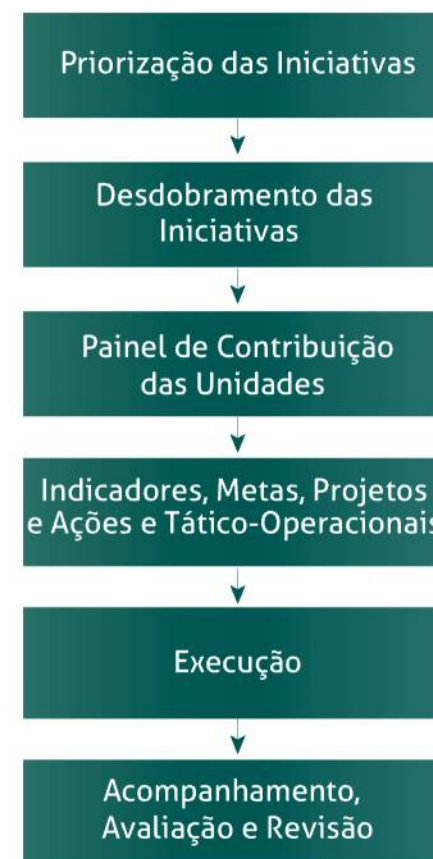 Priorização das Iniciativas
Desdobramento das
Iniciativas
Painel de Contribuição
das Unidades
Indicadores, Metas, Projetos
e Ações e Tático-Operacionais
Execução
Acompanhamento,
Avaliação e Revisão